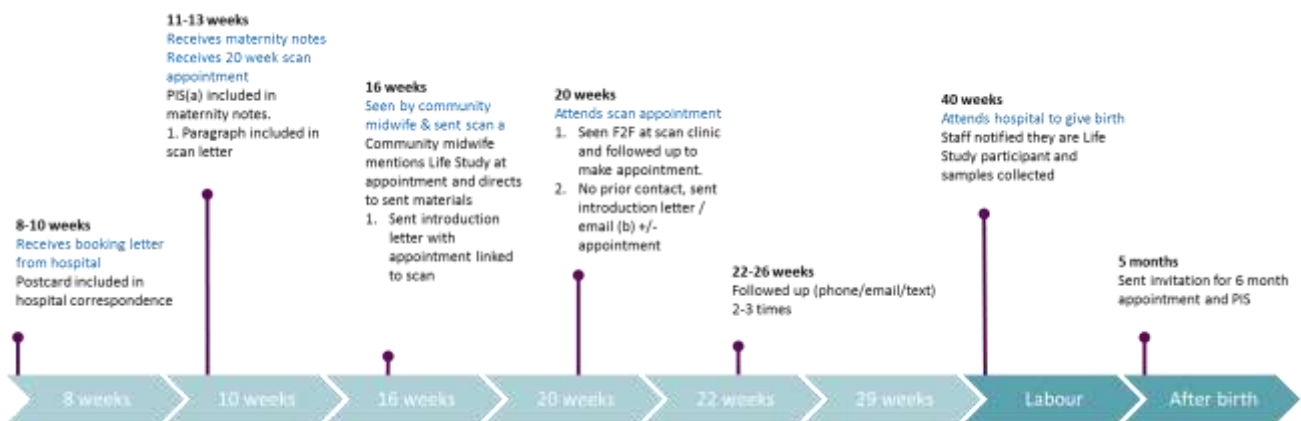 8-10 weeks
Receives booking letter
from hospital
Postcard included in
hospital correspondence
11-13 weeks
Receives maternity notes
Receives 20 week scan
appointment
PIS(a) included in
maternity notes.
1. Paragraph included in
scan letter
16 weeks
Seen by community
midwife & sent scan a
Community midwife
mentions Life Study at
appointment and directs
to sent materials
1. Sent introduction
letter with
appointment linked
to scan
20 weeks
Attends scan appointment
1. Seen F2F at scan clinic
and followed up to
make appointment.
2. No prior contact, sent
introduction letter /
email (b) +/-
appointment
22-26 weeks
Followed up (phone/email/text)
2-3 times
40 weeks
Attends hospital to give birth
Staff notified they are Life
Study participant and
samples collected
5 months
Sent invitation for 6 month
appointment and PIS
8 weeks
10 weeks
16 weeks
20 weeks
22 weeks
29 weeks
Labour
After birth